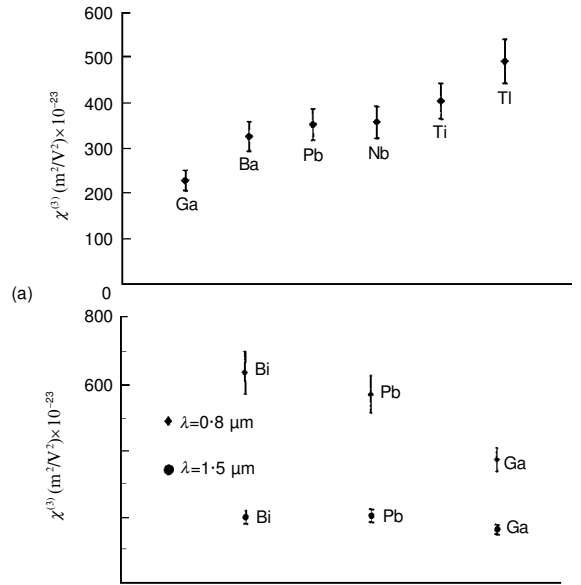 600
500
400
300
200
100
0
χ⁽³⁾ (m²/V²)×10⁻²³
Ga
Ba
Pb
Nb
Ti
Tl
(a)
800
600
χ⁽³⁾ (m²/V²)×10⁻²³
Bi
Pb
Ga
λ=0·8 μm
λ=1·5 μm
Bi
Pb
Ga